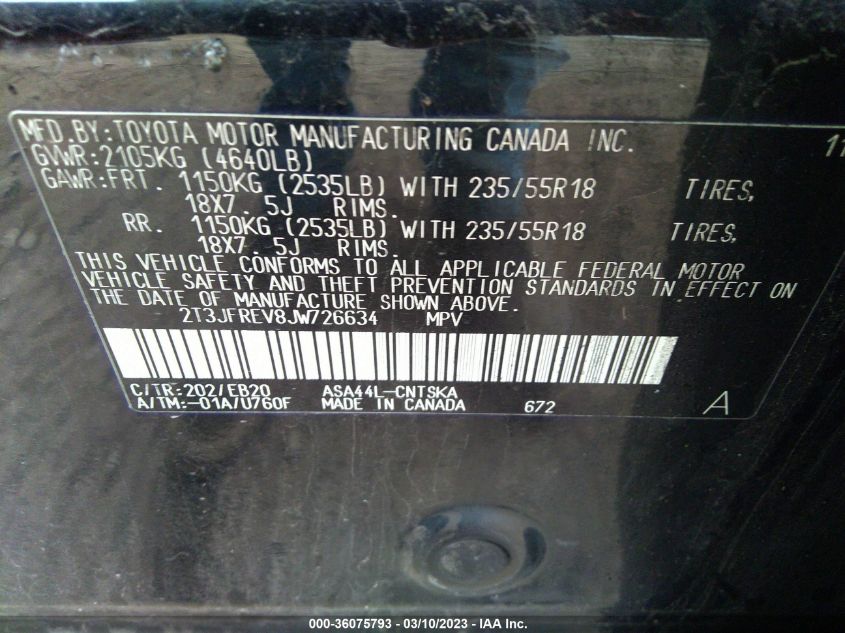 MFD.BY:TOYOTA MOTOR MANUFACTURING CANADA INC. 11
GVWR:2105KG (4640LB)
GAWR:FRT. 1150KG (2535LB) WITH 235/55R18 TIRES,
18X7.5J RIMS.
RR. 1150KG (2535LB) WITH 235/55R18 TIRES,
18X7.5J RIMS.
THIS VEHICLE CONFORMS TO ALL APPLICABLE FEDERAL MOTOR
VEHICLE SAFETY AND THEFT PREVENTION STANDARDS IN EFFECT ON
THE DATE OF MANUFACTURE SHOWN ABOVE.
2T3JFREV8JW726634 MPV
C/TR:202/EB20 ASA44L-CNTSKA
A/TM:-01A/U760F MADE IN CANADA 672 A
000-36075793 - 03/10/2023 - IAA Inc.